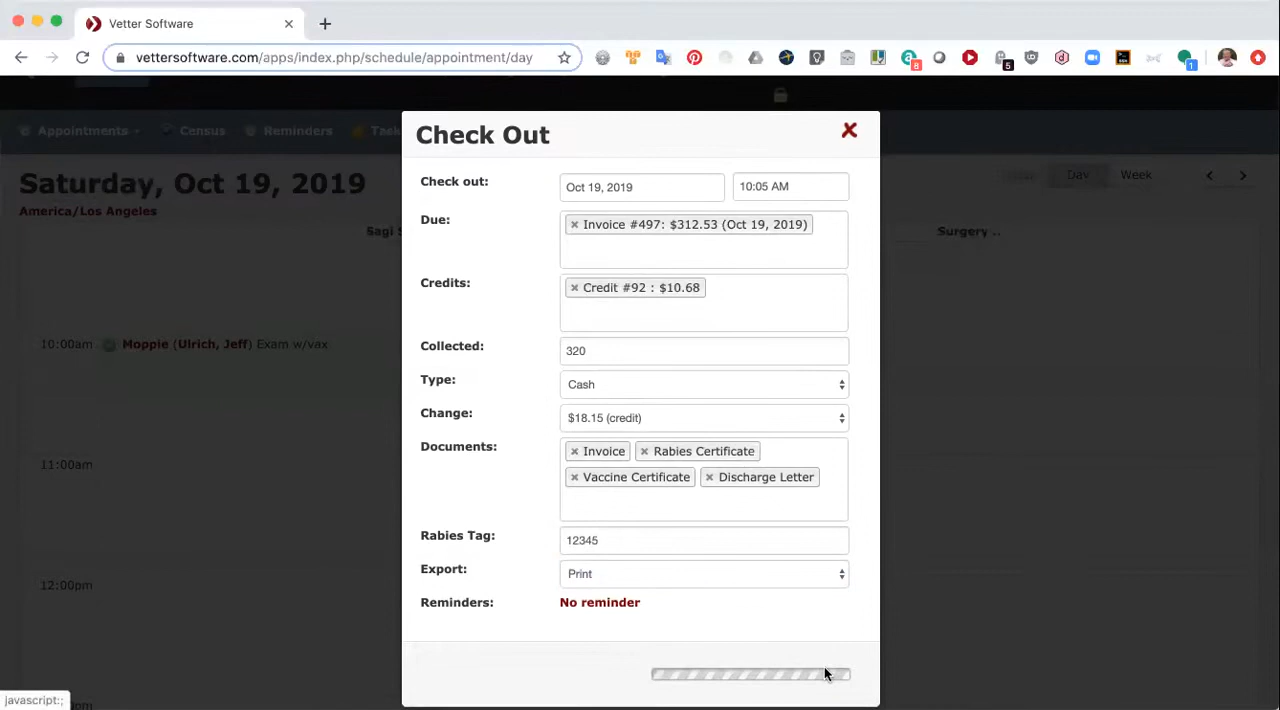 Vetter Software
vettersoftware.com/apps/index.php/schedule/appointment/day
8
5
1
Appointments
Census
Reminders
Task
Saturday, Oct 19, 2019
America/Los Angeles
Day
Week
Sagi S
Surgery ..
10:00am
Moppie (Ulrich, Jeff) Exam w/vax
11:00am
12:00pm
Check Out
Check out:
Oct 19, 2019
10:05 AM
Due:
Invoice #497: $312.53 (Oct 19, 2019)
Credits:
Credit #92 : $10.68
Collected:
320
Type:
Cash
Change:
$18.15 (credit)
Documents:
Invoice
Rabies Certificate
Vaccine Certificate
Discharge Letter
Rabies Tag:
12345
Export:
Print
Reminders:
No reminder
javascript:;